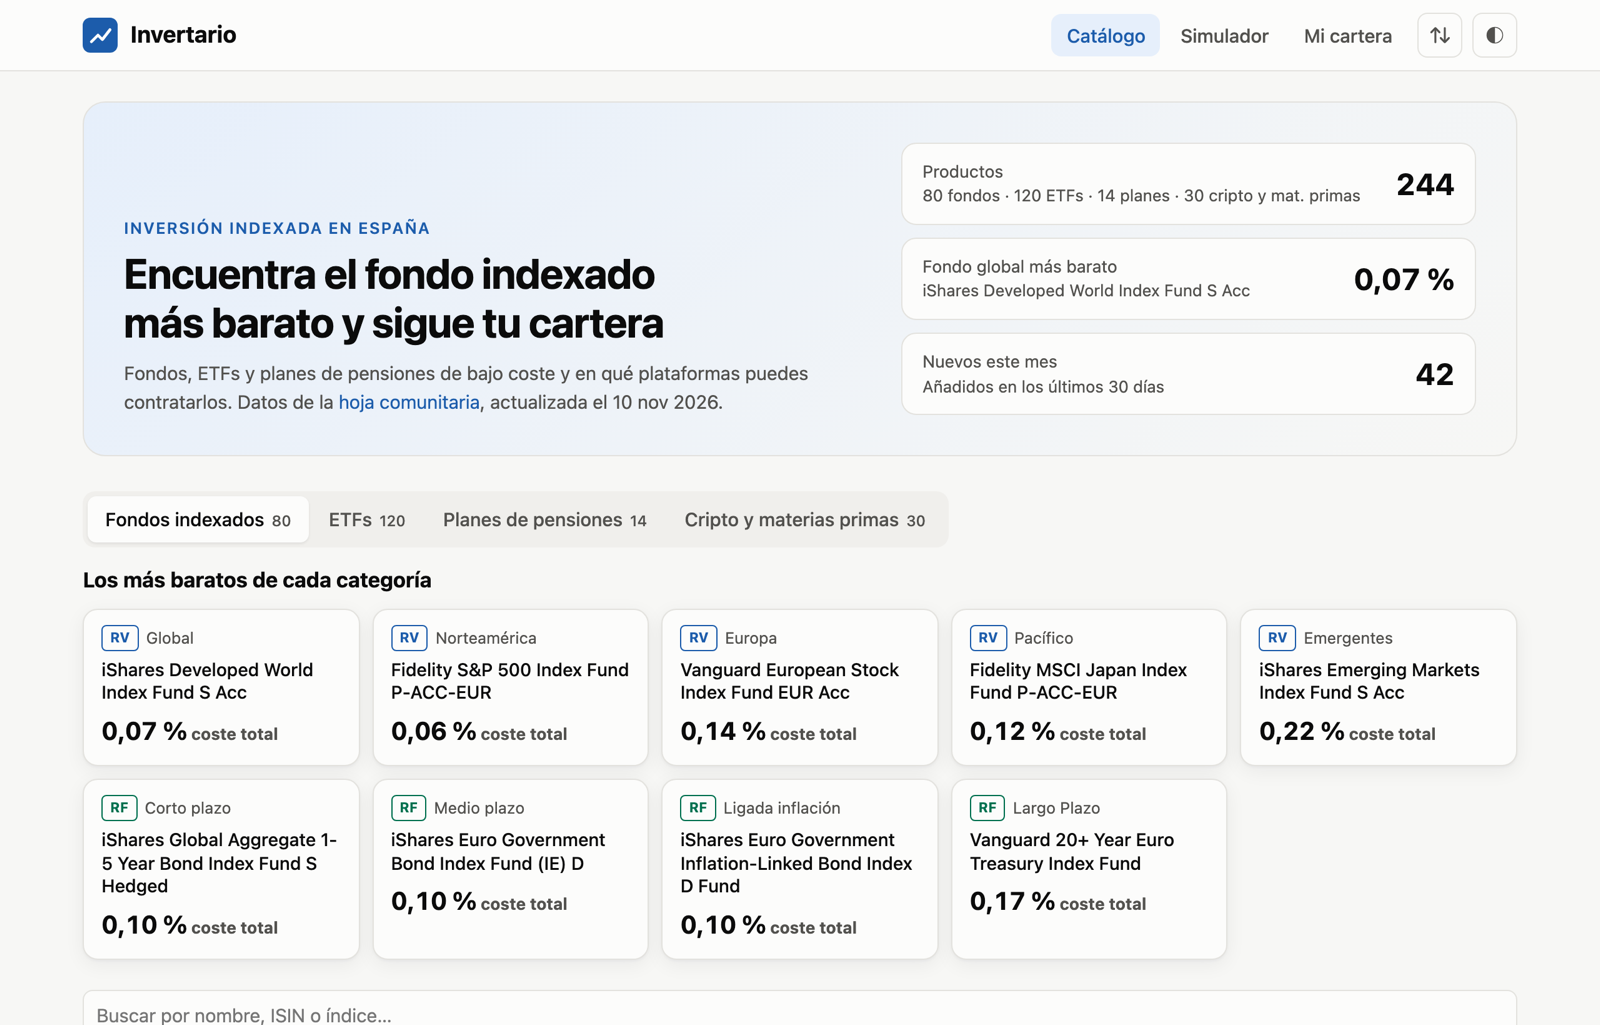 Invertario
Catálogo
Simulador
Mi cartera
INVERSIÓN INDEXADA EN ESPAÑA
Encuentra el fondo indexado
más barato y sigue tu cartera
Fondos, ETFs y planes de pensiones de bajo coste y en qué plataformas puedes
contratarlos. Datos de la hoja comunitaria, actualizada el 10 nov 2026.
Productos
80 fondos · 120 ETFs · 14 planes · 30 cripto y mat. primas
244
Fondo global más barato
iShares Developed World Index Fund S Acc
0,07 %
Nuevos este mes
Añadidos en los últimos 30 días
42
Fondos indexados 80
ETFs 120
Planes de pensiones 14
Cripto y materias primas 30
Los más baratos de cada categoría
RV Global
iShares Developed World
Index Fund S Acc
0,07 % coste total
RV Norteamérica
Fidelity S&P 500 Index Fund
P-ACC-EUR
0,06 % coste total
RV Europa
Vanguard European Stock
Index Fund EUR Acc
0,14 % coste total
RV Pacífico
Fidelity MSCI Japan Index
Fund P-ACC-EUR
0,12 % coste total
RV Emergentes
iShares Emerging Markets
Index Fund S Acc
0,22 % coste total
RF Corto plazo
iShares Global Aggregate 1-
5 Year Bond Index Fund S
Hedged
0,10 % coste total
RF Medio plazo
iShares Euro Government
Bond Index Fund (IE) D
0,10 % coste total
RF Ligada inflación
iShares Euro Government
Inflation-Linked Bond Index
D Fund
0,10 % coste total
RF Largo Plazo
Vanguard 20+ Year Euro
Treasury Index Fund
0,17 % coste total
Buscar por nombre, ISIN o índice...